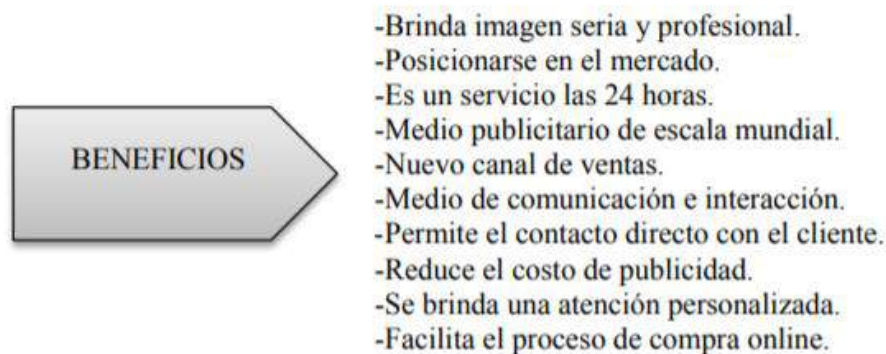 BENEFICIOS
-Brinda imagen seria y profesional.
-Posicionarse en el mercado.
-Es un servicio las 24 horas.
-Medio publicitario de escala mundial.
-Nuevo canal de ventas.
-Medio de comunicación e interacción.
-Permite el contacto directo con el cliente.
-Reduce el costo de publicidad.
-Se brinda una atención personalizada.
-Facilita el proceso de compra online.